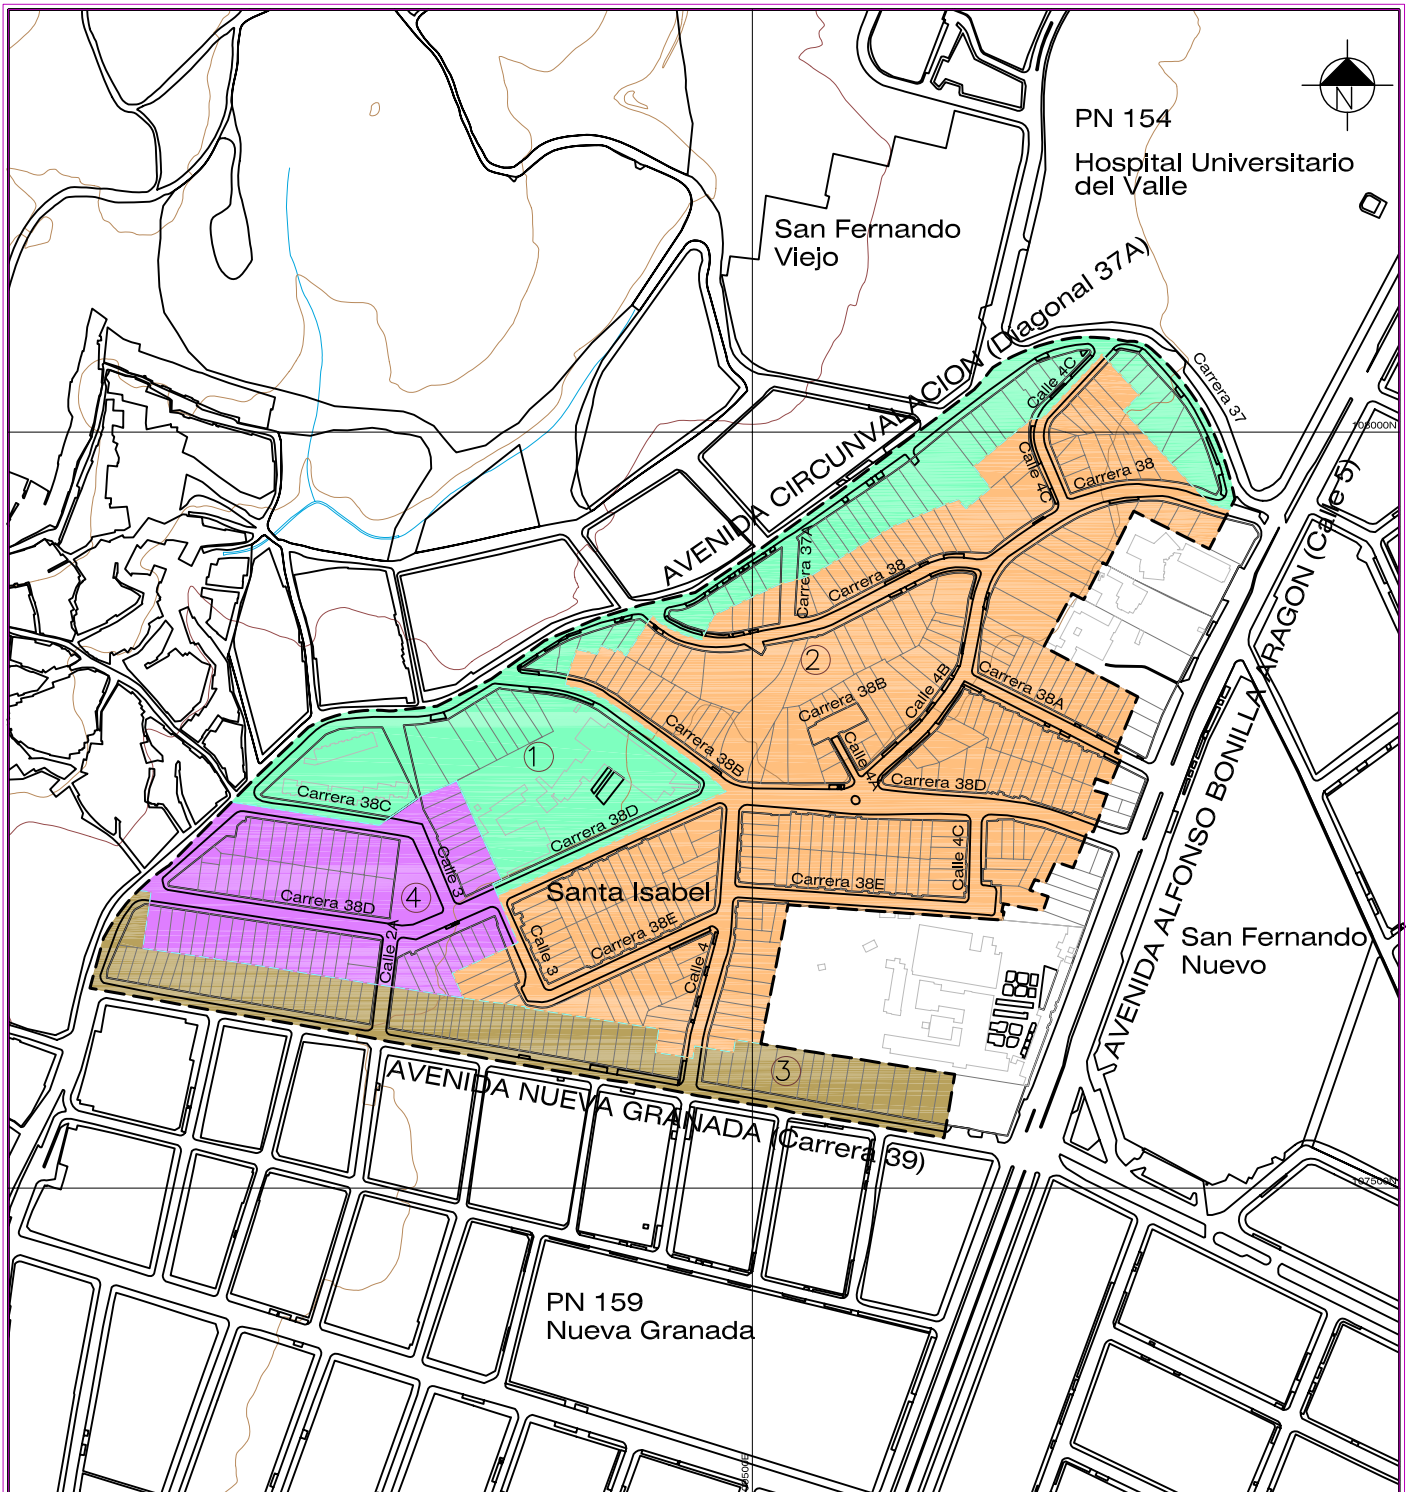 N
PN 154
Hospital Universitario
del Valle
San Fernando
Viejo
AVENIDA CIRCUNVALACION (Diagonal 37A)
Carrera 37
Calle 4C
108000N
Calle 4C
Carrera 38
Carrera 37A
Carrera 38
AVENIDA ALFONSO BONILLA ARAGON (Calle 5)
2
Carrera 38B
Calle 4B
Carrera 38A
Carrera 38B
Calle 4A
Carrera 38D
1
Carrera 38C
Carrera 38D
Calle 3
4
Carrera 38D
Calle 2A
Santa Isabel
Carrera 38E
Calle 4C
Carrera 38E
Calle 3
Calle 4
San Fernando
Nuevo
3
AVENIDA NUEVA GRANADA (Carrera 39)
107500N
PN 159
Nueva Granada